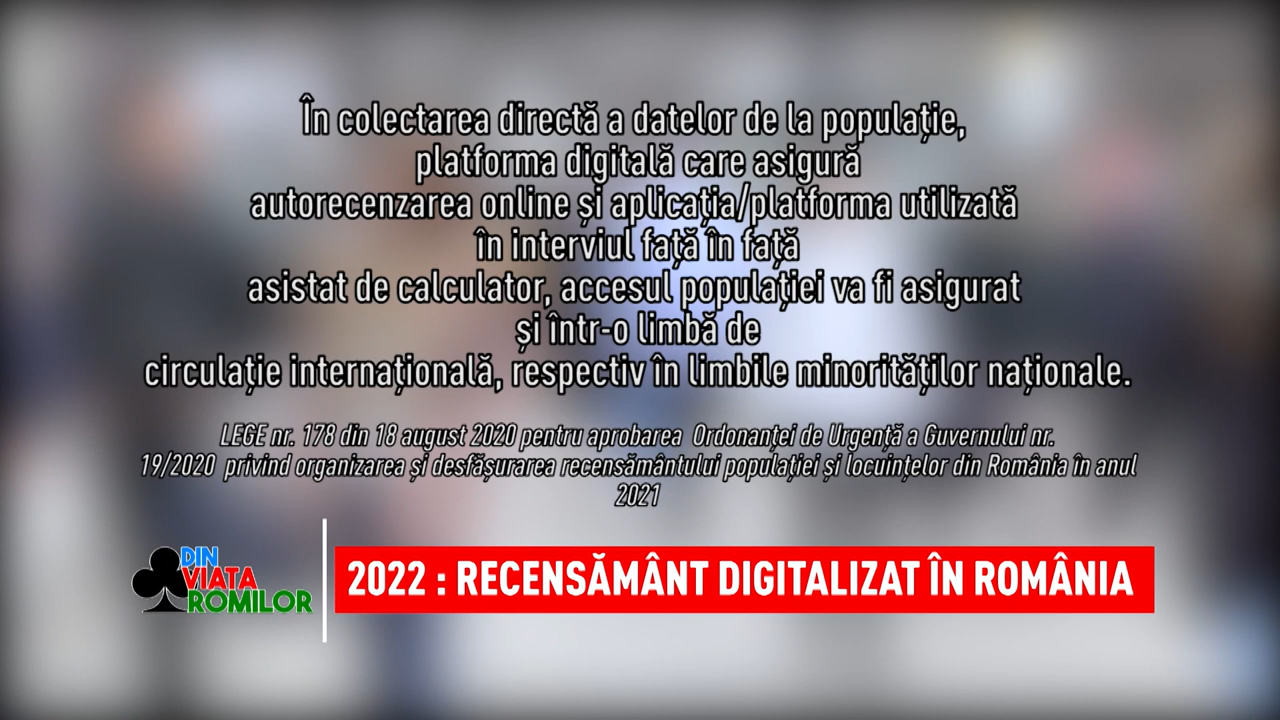 În colectarea directă a datelor de la populație,
platforma digitală care asigură
autorecenzarea online și aplicația/platforma utilizată
în interviul față în față
asistat de calculator, accesul populației va fi asigurat
și într-o limbă de
circulație internațională, respectiv în limbile minorităților naționale.
LEGE nr. 178 din 18 august 2020 pentru aprobarea Ordonanței de Urgență a Guvernului nr.
19/2020 privind organizarea și desfășurarea recensământului populației și locuințelor din România în anul
2021
DIN
VIATA
ROMILOR
2022 : RECENSĂMÂNT DIGITALIZAT ÎN ROMÂNIA